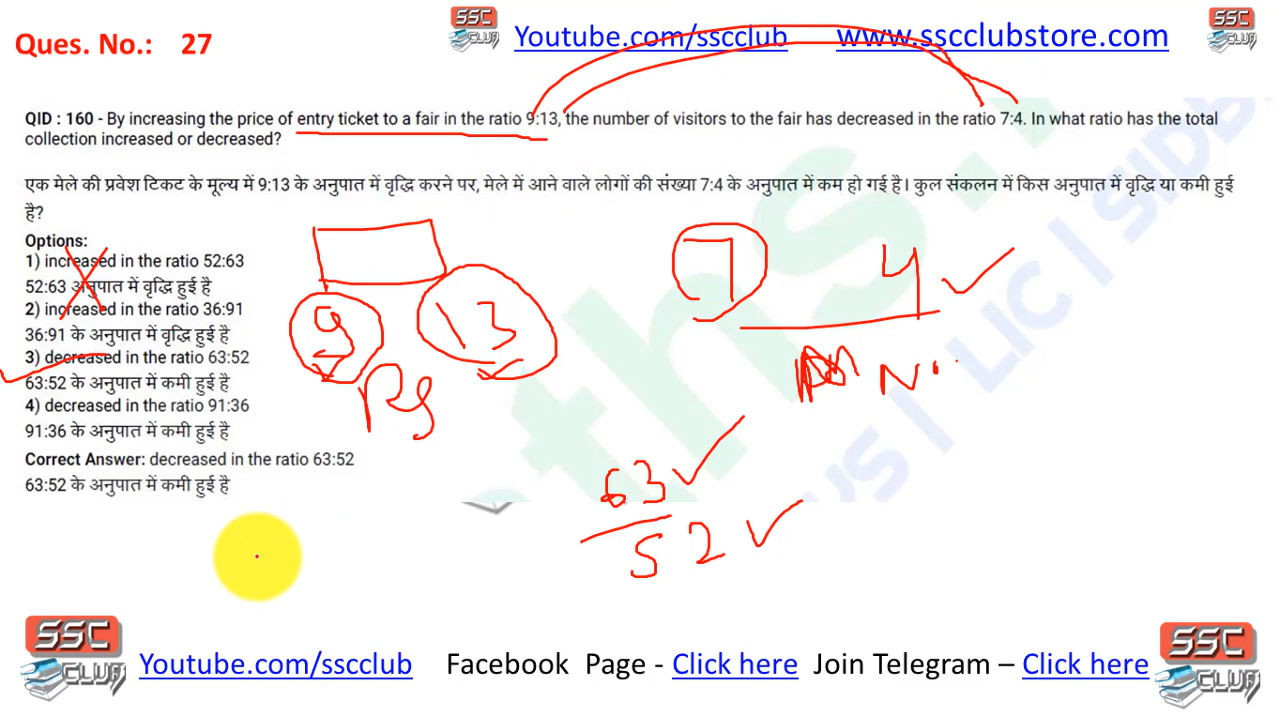 Ques. No.: 27
SSC CLUB
Youtube.com/sscclub
www.sscclubstore.com
SSC CLUB
QID : 160 - By increasing the price of entry ticket to a fair in the ratio 9:13, the number of visitors to the fair has decreased in the ratio 7:4. In what ratio has the total
collection increased or decreased?
एक मेले की प्रवेश टिकट के मूल्य में 9:13 के अनुपात में वृद्धि करने पर, मेले में आने वाले लोगों की संख्या 7:4 के अनुपात में कम हो गई है। कुल संकलन में किस अनुपात में वृद्धि या कमी हुई
है?
Options:
1) increased in the ratio 52:63
52:63 अनुपात में वृद्धि हुई है
2) increased in the ratio 36:91
36:91 के अनुपात में वृद्धि हुई है
3) decreased in the ratio 63:52
63:52 के अनुपात में कमी हुई है
4) decreased in the ratio 91:36
91:36 के अनुपात में कमी हुई है
Correct Answer: decreased in the ratio 63:52
63:52 के अनुपात में कमी हुई है
9 13
Rs
7 4
N.
63
52
SSC CLUB
Youtube.com/sscclub Facebook Page - Click here Join Telegram – Click here
SSC CLUB